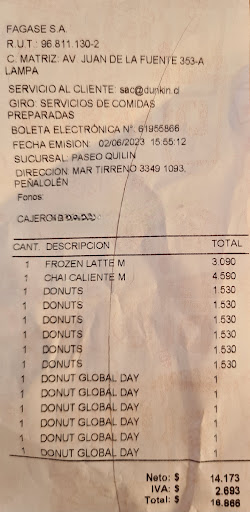 FAGASE S.A.
R.U.T.: 96.811.130-2
C. MATRIZ: AV. JUAN DE LA FUENTE 353-A
LAMPA
SERVICIO AL CLIENTE: sac@dunkin.cl
GIRO: SERVICIOS DE COMIDAS
PREPARADAS
BOLETA ELECTRÓNICA N°: 61955866
FECHA EMISION: 02/06/2023 15:55:12
SUCURSAL: PASEO QUILIN
DIRECCION: MAR TIRRENO 3349 1093,
PEÑALOLÉN
Fonos:
CAJERO
CANT. DESCRIPCION TOTAL
1 FROZEN LATTE M 3.090
1 CHAI CALIENTE M 4.590
1 DONUTS 1.530
1 DONUTS 1.530
1 DONUTS 1.530
1 DONUTS 1.530
1 DONUTS 1.530
1 DONUTS 1.530
1 DONUT GLOBAL DAY 1
1 DONUT GLOBAL DAY 1
1 DONUT GLOBAL DAY 1
1 DONUT GLOBAL DAY 1
1 DONUT GLOBAL DAY 1
1 DONUT GLOBAL DAY 1
Neto: $ 14.173
IVA: $ 2.693
Total: $ 16.866